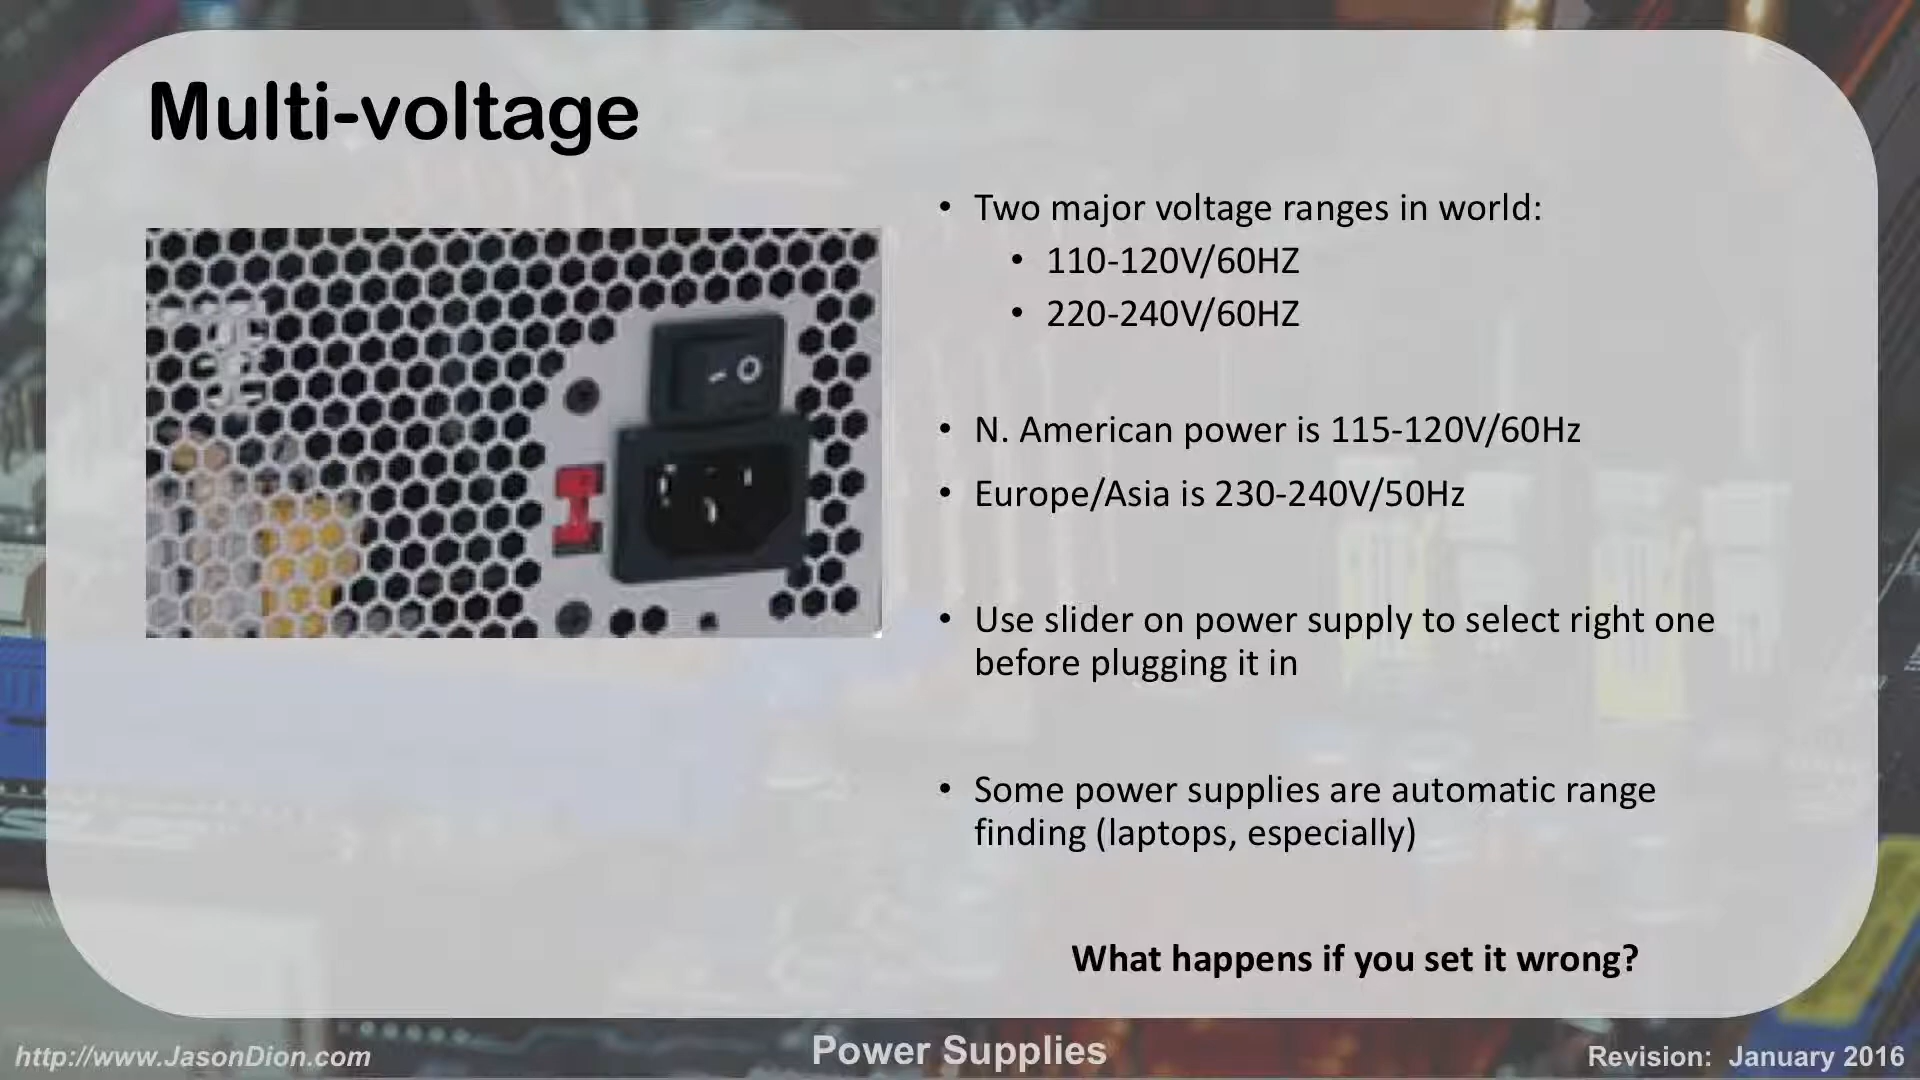 Multi-voltage
• Two major voltage ranges in world:
• 110-120V/60HZ
• 220-240V/60HZ
• N. American power is 115-120V/60Hz
• Europe/Asia is 230-240V/50Hz
• Use slider on power supply to select right one
before plugging it in
• Some power supplies are automatic range
finding (laptops, especially)
What happens if you set it wrong?
http://www.JasonDion.com
Power Supplies
Revision: January 2016